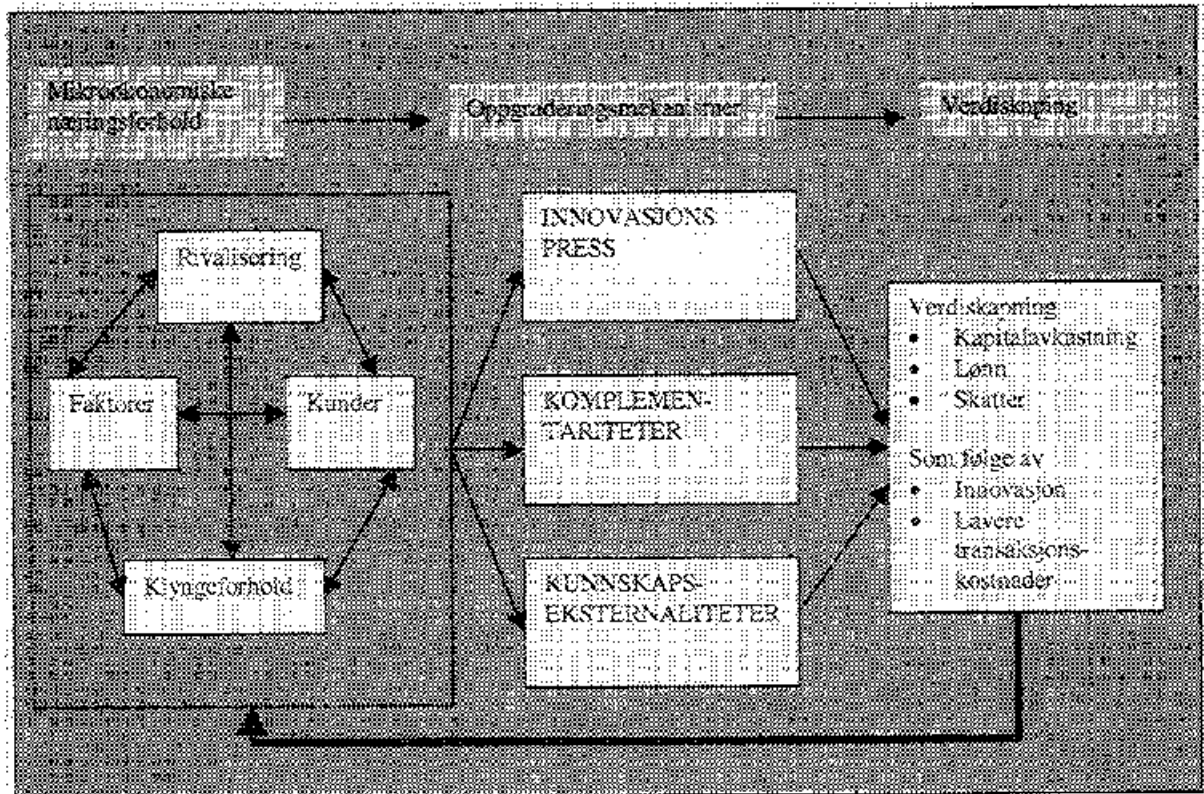 Mikroøkonomiske
næringsforhold
Oppgraderingsmekanismer
Verdiskaping
Rivalisering
Faktorer
Kunder
Klyngeforhold
INNOVASJONS
PRESS
KOMPLEMEN-
TARITETER
KUNNSKAPS-
EKSTERNALITETER
Verdiskapning
• Kapitalavkastning
• Lønn
• Skatter
Som følge av
• Innovasjon
• Lavere
transaksjons-
kostnader